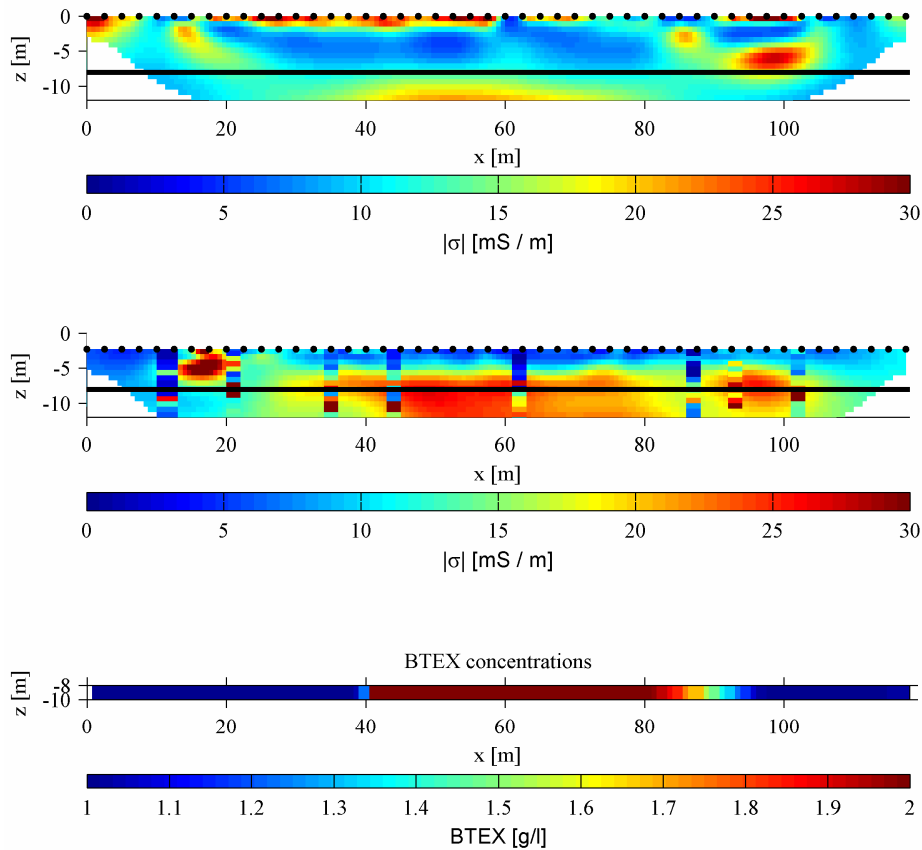 0
-5
-10
z [m]
0 20 40 60 80 100
x [m]
0 5 10 15 20 25 30
|σ| [mS / m]
0
-5
-10
z [m]
0 20 40 60 80 100
x [m]
0 5 10 15 20 25 30
|σ| [mS / m]
BTEX concentrations
-8
-10
z [m]
0 20 40 60 80 100
x [m]
1 1.1 1.2 1.3 1.4 1.5 1.6 1.7 1.8 1.9 2
BTEX [g/l]